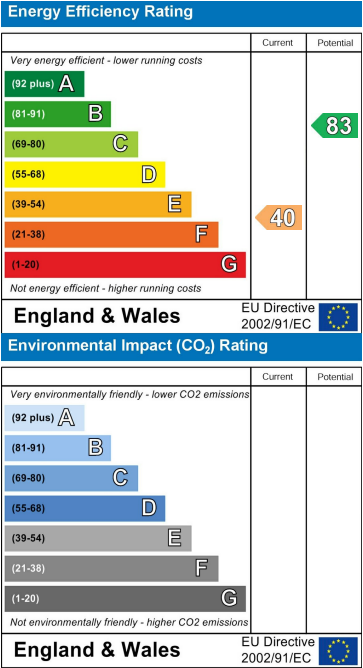 Energy Efficiency Rating
Current Potential
Very energy efficient - lower running costs
(92 plus) A
(81-91) B
83
(69-80) C
(55-68) D
(39-54) E
40
(21-38) F
(1-20) G
Not energy efficient - higher running costs
England & Wales
EU Directive
2002/91/EC
Environmental Impact (CO₂) Rating
Current Potential
Very environmentally friendly - lower CO2 emissions
(92 plus) A
(81-91) B
(69-80) C
(55-68) D
(39-54) E
(21-38) F
(1-20) G
Not environmentally friendly - higher CO2 emissions
England & Wales
EU Directive
2002/91/EC